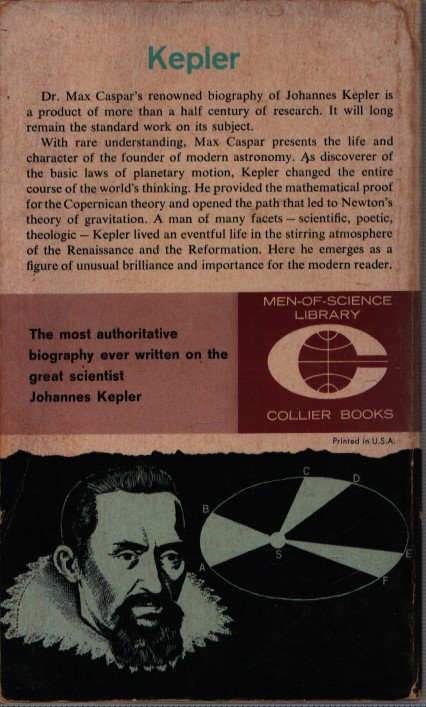 Kepler
Dr. Max Caspar's renowned biography of Johannes Kepler is
a product of more than a half century of research. It will long
remain the standard work on its subject.
With rare understanding, Max Caspar presents the life and
character of the founder of modern astronomy. As discoverer of
the basic laws of planetary motion, Kepler changed the entire
course of the world's thinking. He provided the mathematical proof
for the Copernican theory and opened the path that led to Newton's
theory of gravitation. A man of many facets — scientific, poetic,
theologic — Kepler lived an eventful life in the stirring atmosphere
of the Renaissance and the Reformation. Here he emerges as a
figure of unusual brilliance and importance for the modern reader.
The most authoritative
biography ever written on the
great scientist
Johannes Kepler
MEN-OF-SCIENCE
LIBRARY
COLLIER BOOKS
Printed in U.S.A.
C
D
B
S
E
A
F